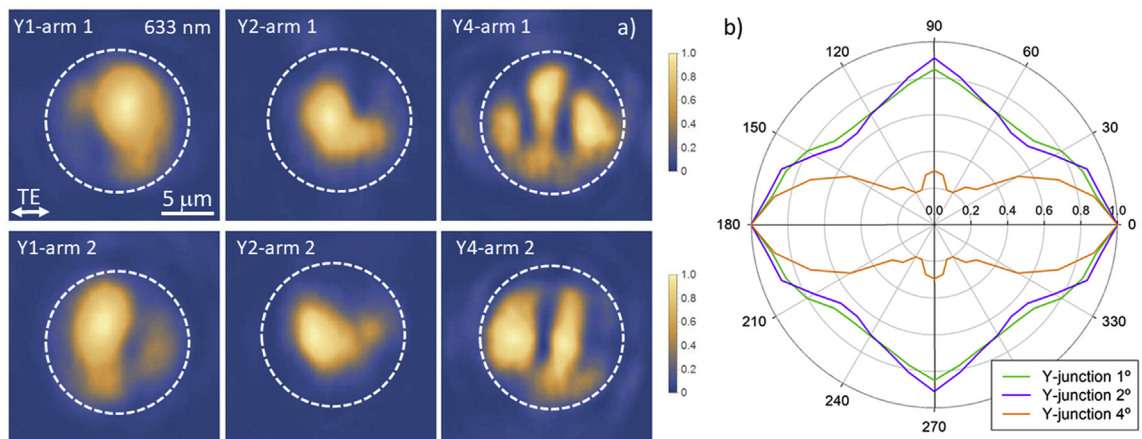 Y1-arm 1 633 nm
Y2-arm 1
Y4-arm 1 a)
TE
5 μm
1.0
0.8
0.6
0.4
0.2
0
Y1-arm 2
Y2-arm 2
Y4-arm 2
1.0
0.8
0.6
0.4
0.2
0
b)
90
120 60
150 30
180 0.0 0.2 0.4 0.6 0.8 1.0 0
210 330
240
270
Y-junction 1º
Y-junction 2º
Y-junction 4º